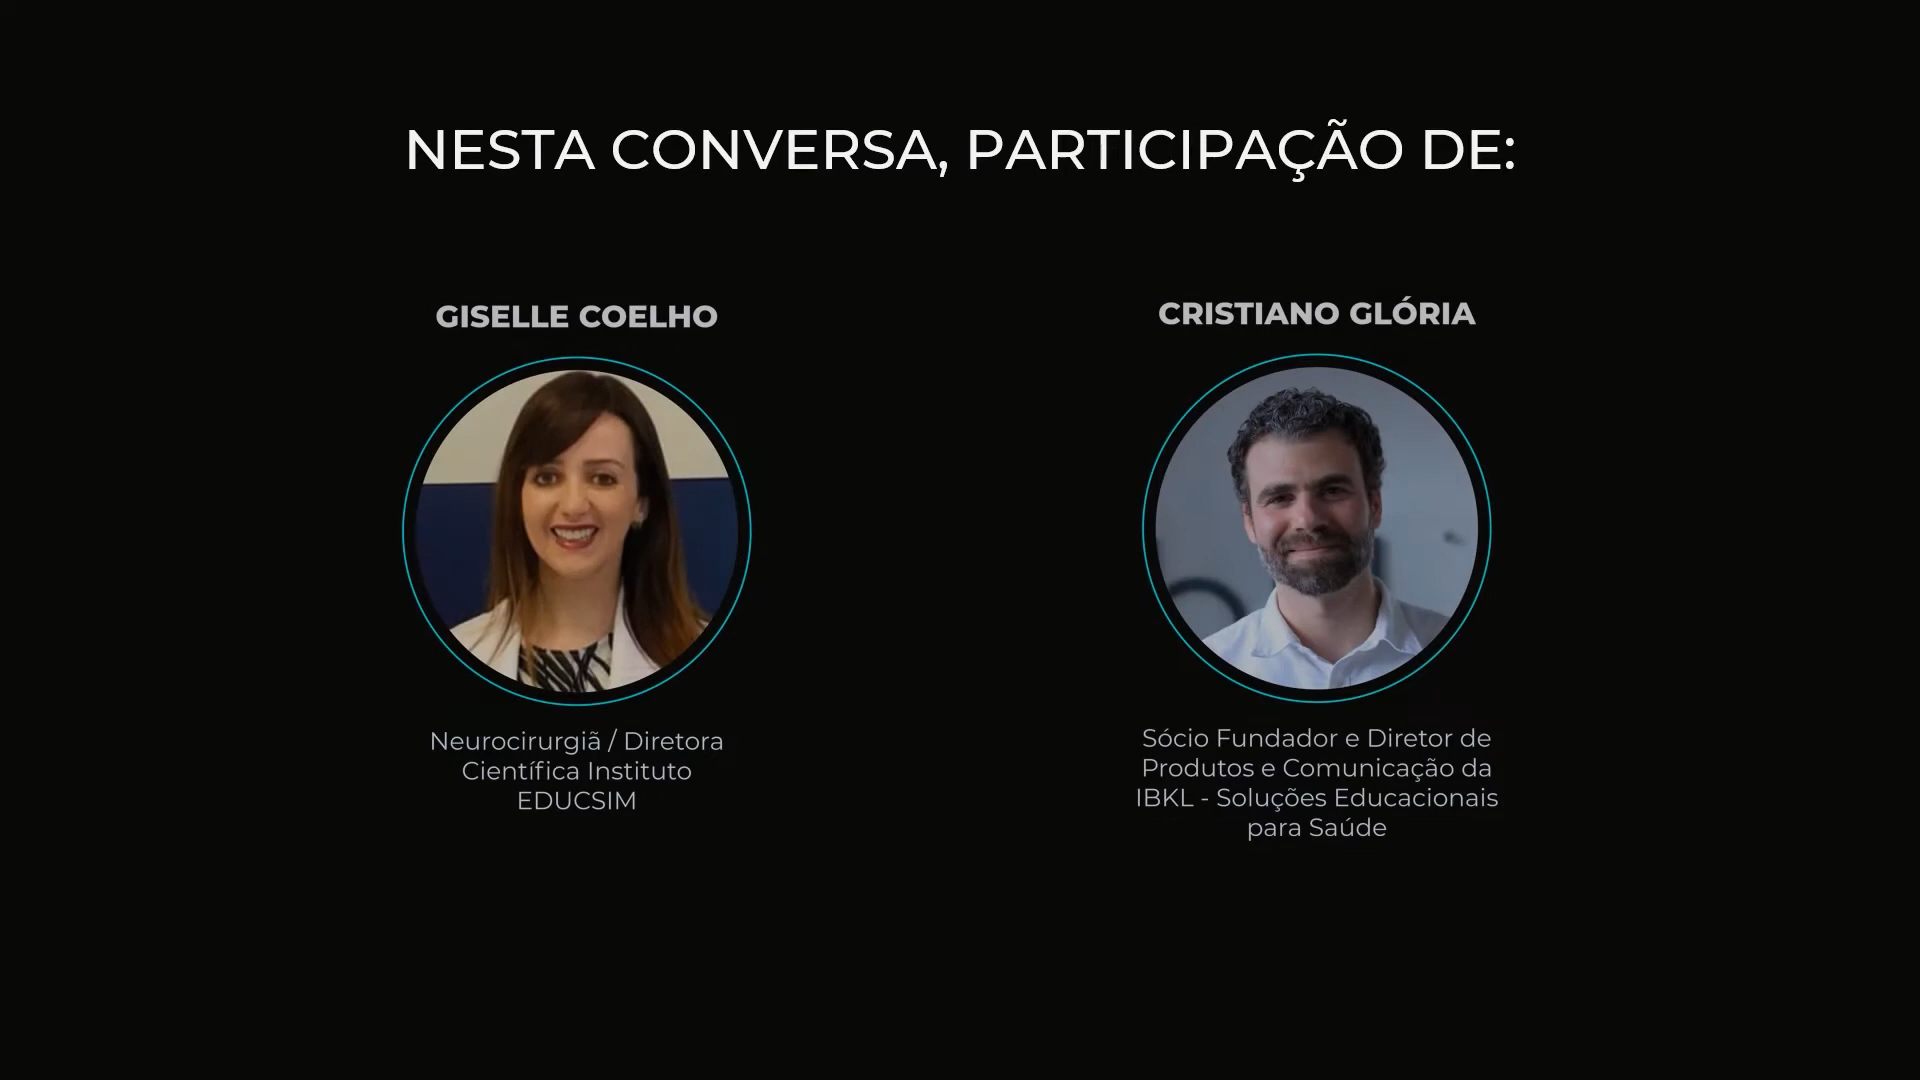 NESTA CONVERSA, PARTICIPAÇÃO DE:
GISELLE COELHO
Neurocirurgiã / Diretora
Científica Instituto
EDUCSIM
CRISTIANO GLÓRIA
Sócio Fundador e Diretor de
Produtos e Comunicação da
IBKL - Soluções Educacionais
para Saúde